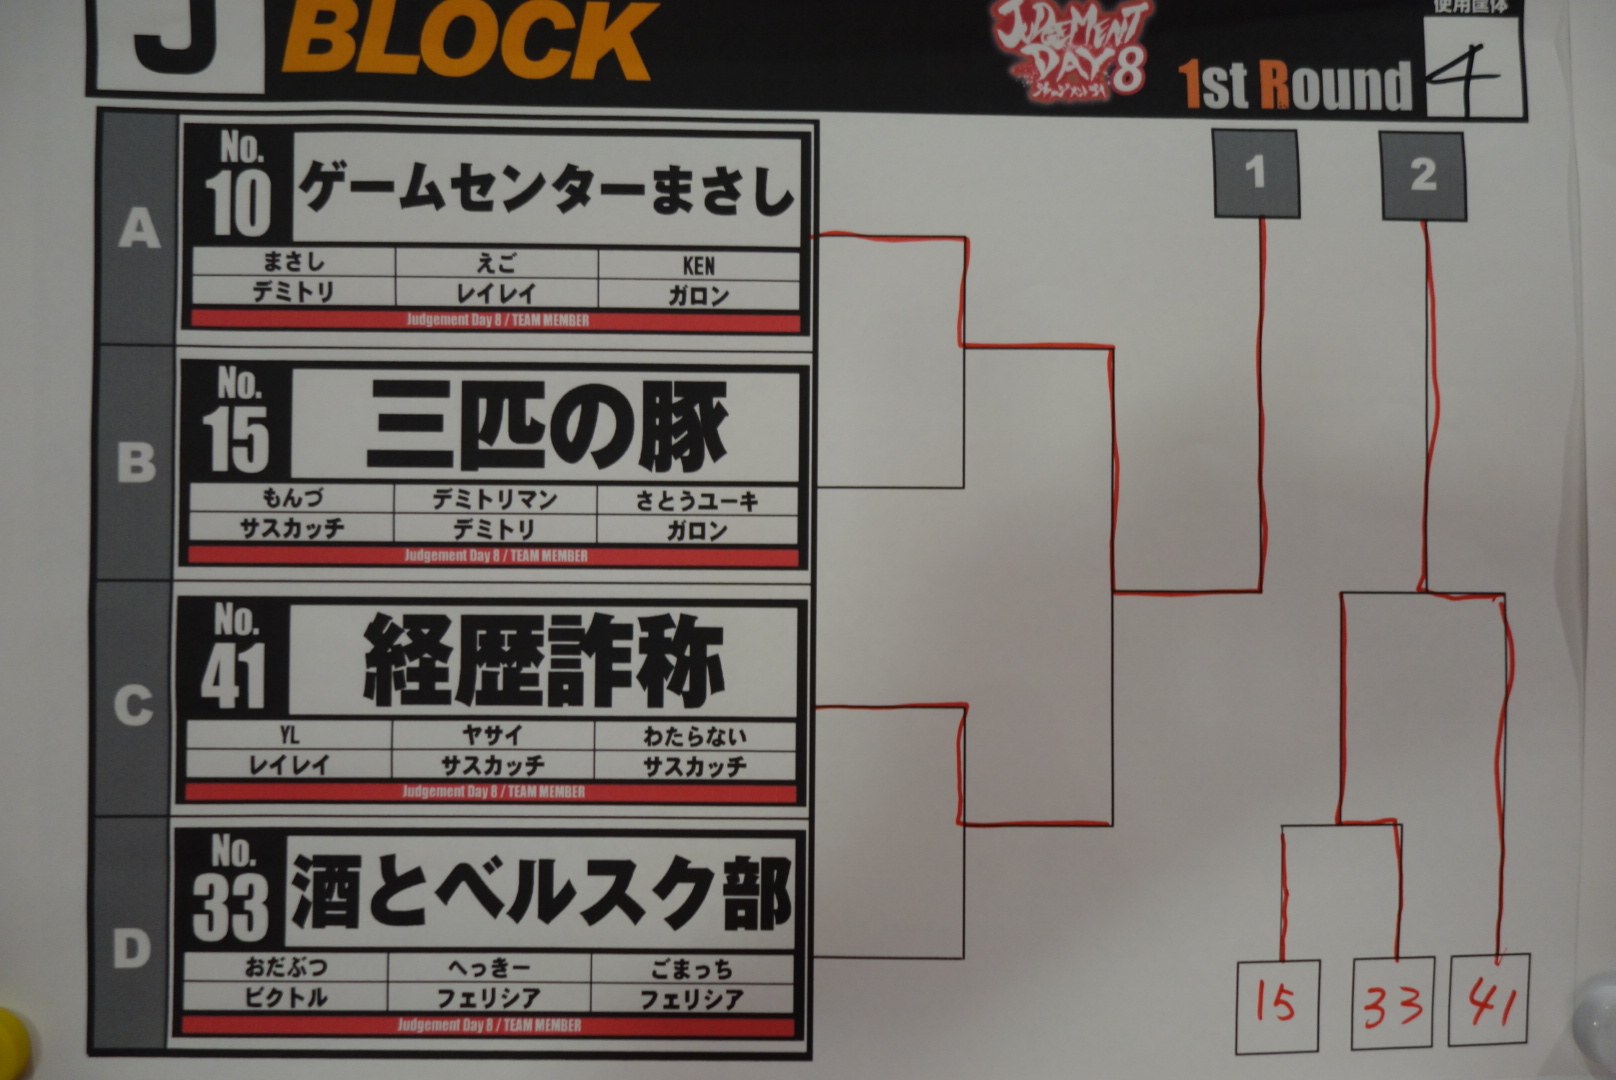 J BLOCK
JUDGEMENT DAY 8
1st Round
使用筐体
4
1
2
A
No. 10
ゲームセンターまさし
まさし えご KEN
デミトリ レイレイ ガロン
Judgement Day 8 / TEAM MEMBER
B
No. 15
三匹の豚
もんづ デミトリマン さとうユーキ
サスカッチ デミトリ ガロン
Judgement Day 8 / TEAM MEMBER
C
No. 41
経歴詐称
YL ヤサイ わたらない
レイレイ サスカッチ サスカッチ
Judgement Day 8 / TEAM MEMBER
D
No. 33
酒とベルスク部
おだぶつ へっきー ごまっち
ビクトル フェリシア フェリシア
Judgement Day 8 / TEAM MEMBER
15 33 41